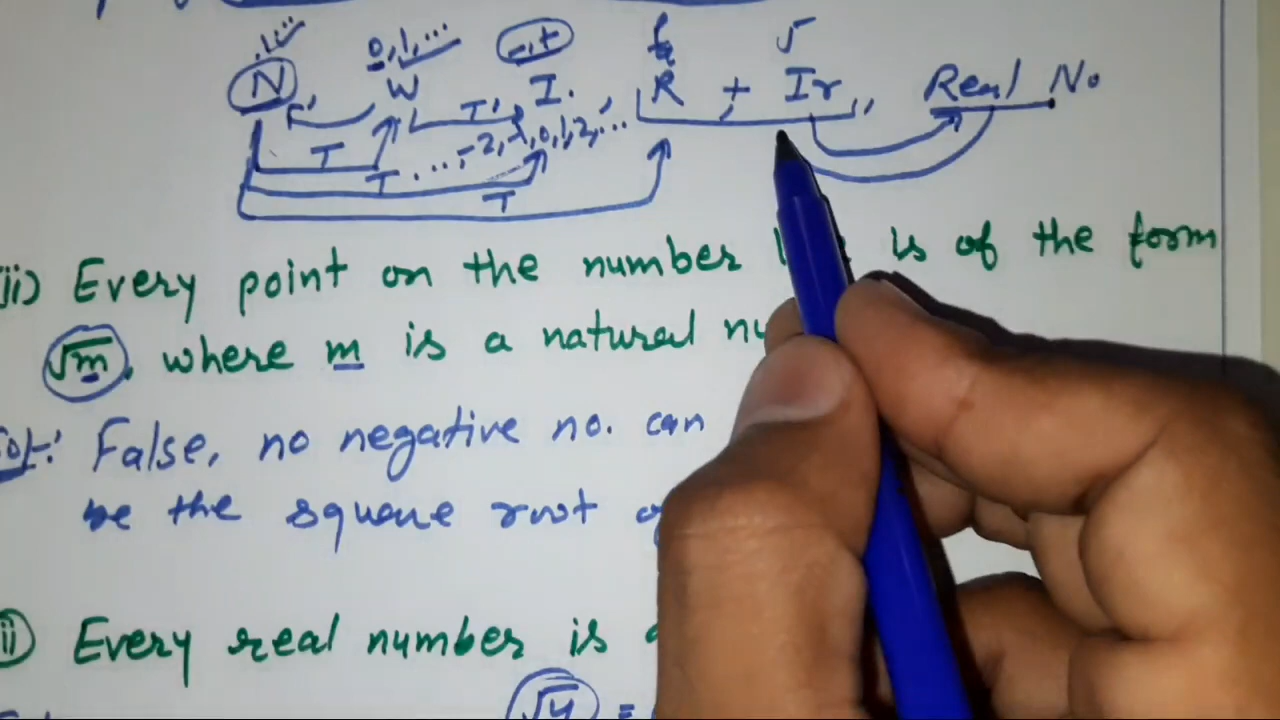 1, ... 0, 1, ... -, +
N W I. , R + Ir, Real No
T T' ..., -2, -1, 0, 1, 2, ...
T
T
(ii) Every point on the number is of the form
√m, where m is a natural
Sol:- False, no negative no. can
be the square root
ii) Every real number is
√4 =